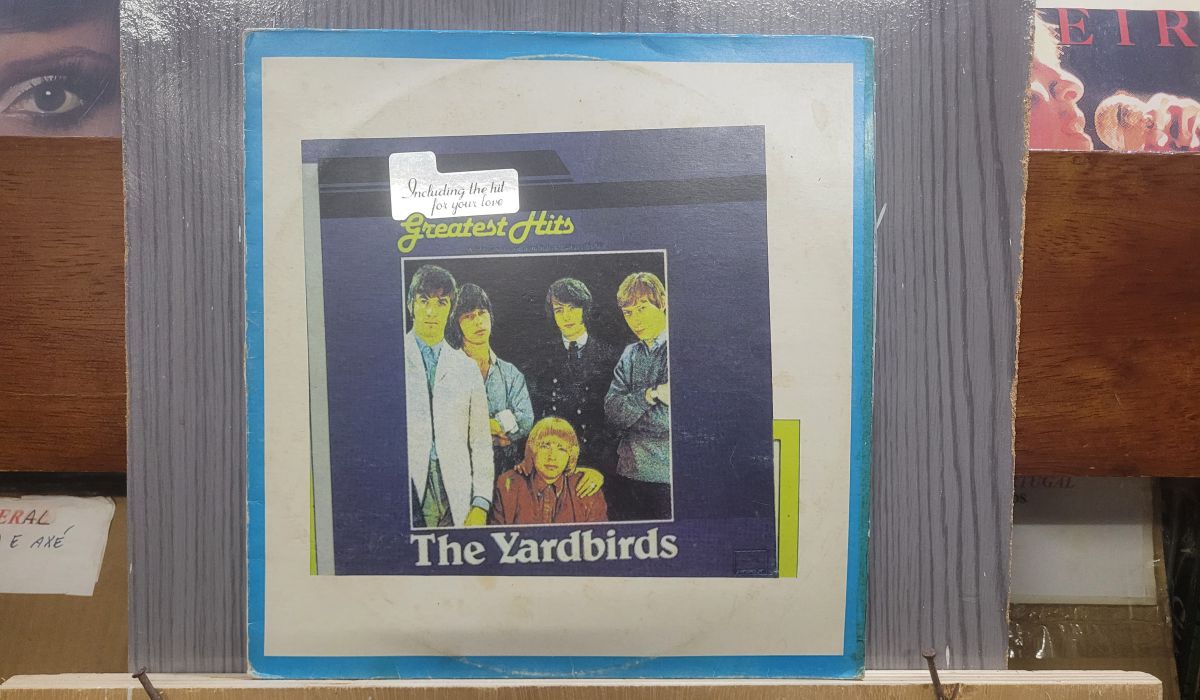 EIR
Including the hit
for your love
Greatest Hits
The Yardbirds
ERAL
E AXÉ
TUGAL